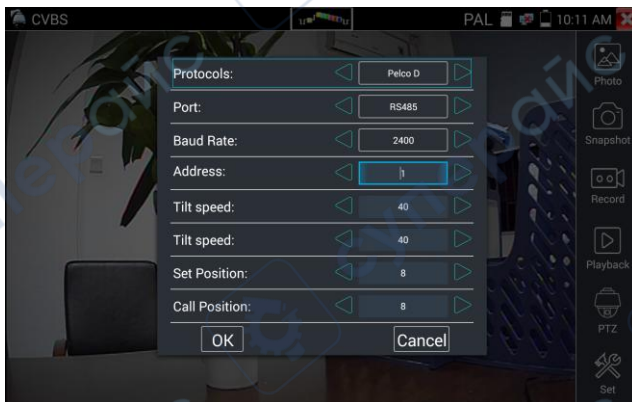 CVBS PAL 10:11 AM
Protocols: Pelco D
Port: RS485
Baud Rate: 2400
Address: 1
Tilt speed: 40
Tilt speed: 40
Set Position: 8
Call Position: 8
OK Cancel
Photo
Snapshot
Record
Playback
PTZ
Set
суперайс